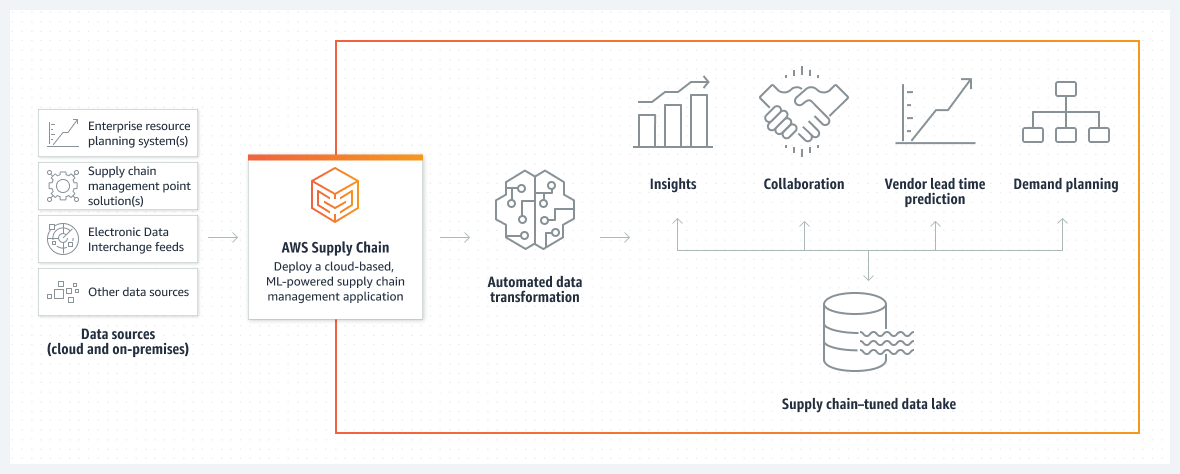 Enterprise resource
planning system(s)
Supply chain
management point
solution(s)
Electronic Data
Interchange feeds
Other data sources
Data sources
(cloud and on-premises)
AWS Supply Chain
Deploy a cloud-based,
ML-powered supply chain
management application
Automated data
transformation
Insights
Collaboration
Vendor lead time
prediction
Demand planning
Supply chain–tuned data lake